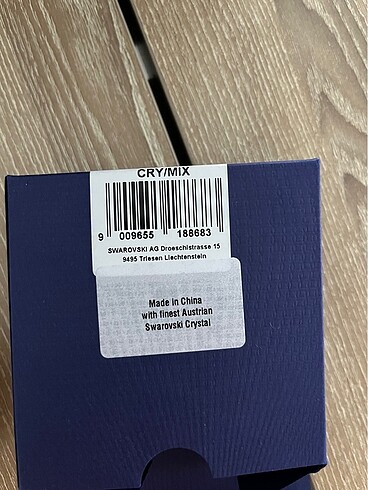 CRY/MIX
9 009655 188683
SWAROVSKI AG Droeschistrasse 15
9495 Triesen Liechtenstein
Made in China
with finest Austrian
Swarovski Crystal